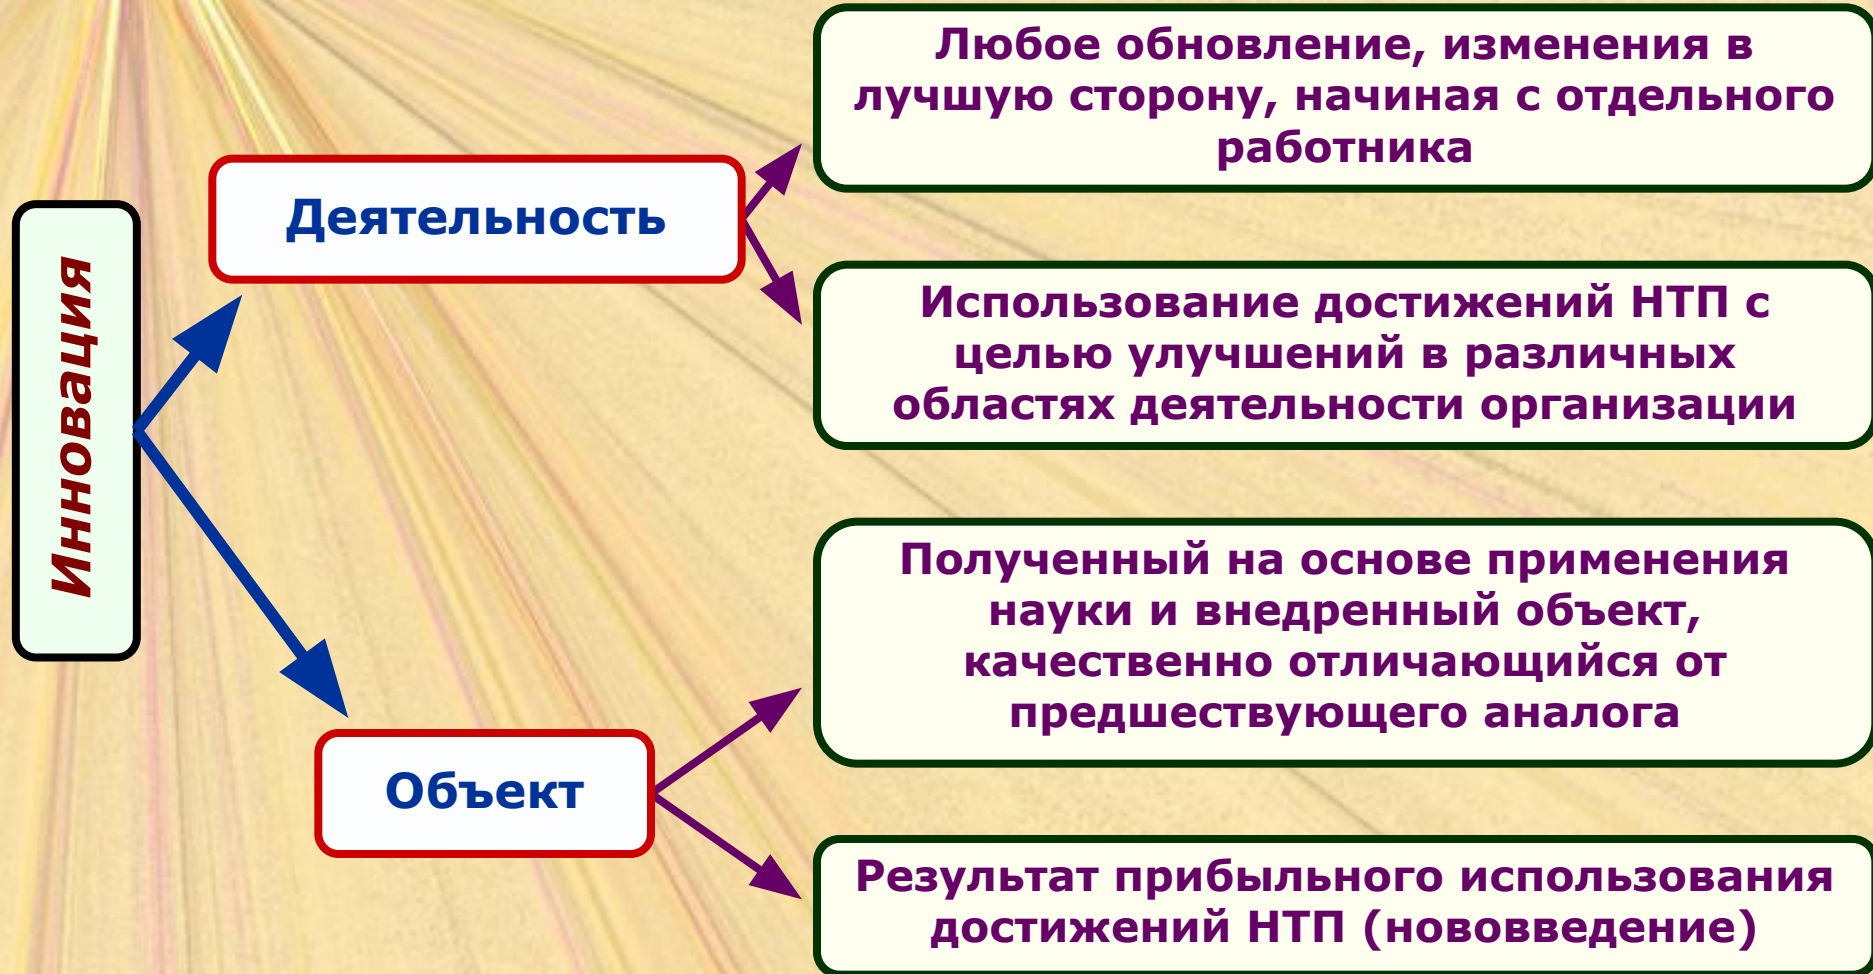 Инновация
Деятельность
Любое обновление, изменения в
лучшую сторону, начиная с отдельного
работника
Использование достижений НТП с
целью улучшений в различных
областях деятельности организации
Объект
Полученный на основе применения
науки и внедренный объект,
качественно отличающийся от
предшествующего аналога
Результат прибыльного использования
достижений НТП (нововведение)